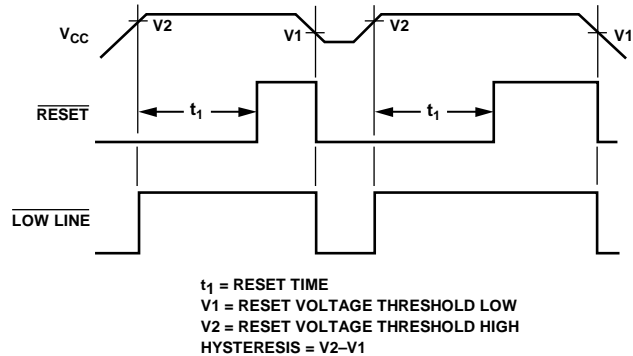 VCC V2 V1 V2 V1
RESET t1 t1
LOW LINE
t1 = RESET TIME
V1 = RESET VOLTAGE THRESHOLD LOW
V2 = RESET VOLTAGE THRESHOLD HIGH
HYSTERESIS = V2–V1